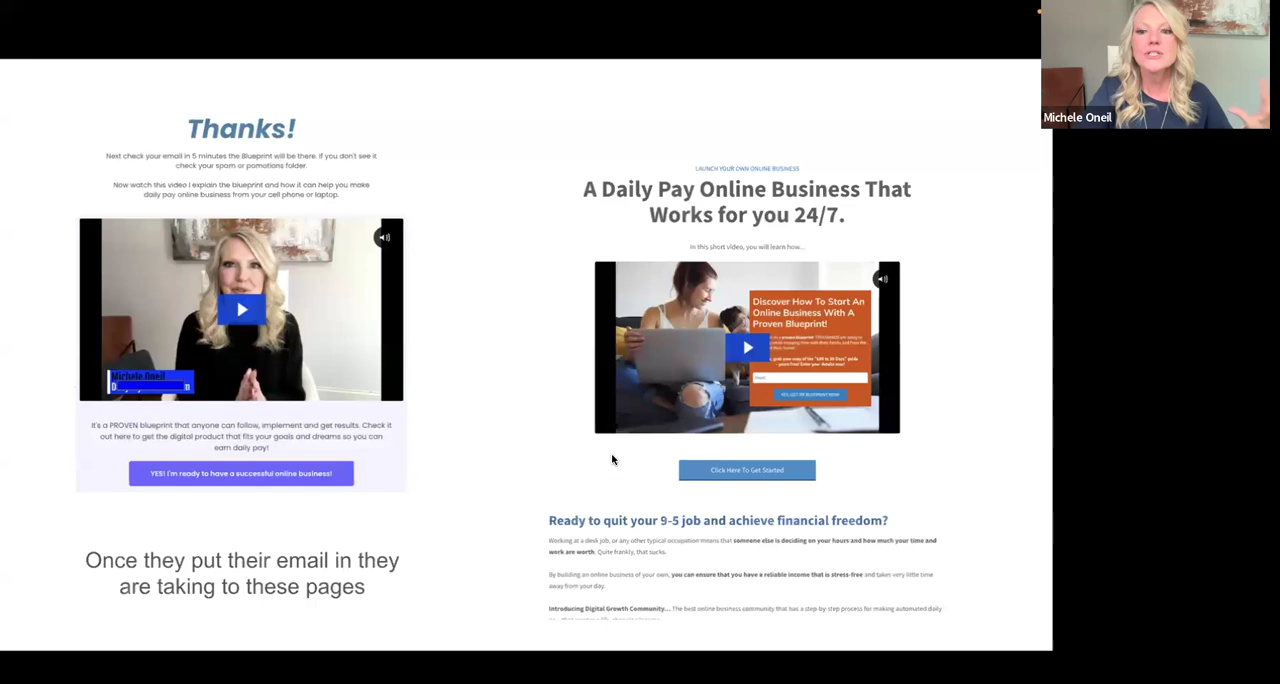 Michele Oneil
Thanks!
Nest check your email in 5 minutes the Blueprint will be there. If you don't see it
check your spam or pomotions folder.
Now watch this video I explain the blueprint and how it can help you make
daily pay online business from your cell phone or laptop.
Michele Oneil
It's a PROVEN blueprint that anyone can follow, implement and get results. Check it
out here to get the digital product that fits your goals and dreams so you can
earn daily pay!
YES! I'm ready to have a successful online business!
Once they put their email in they
are taking to these pages
LAUNCH YOUR OWN ONLINE BUSINESS
A Daily Pay Online Business That
Works for you 24/7.
In this short video, you will learn how...
Discover How To Start An
Online Business With A
Proven Blueprint!
YES, GET MY BLUEPRINT NOW!
Click Here To Get Started
Ready to quit your 9-5 job and achieve financial freedom?
Working at a desk job, or any other typical occupation means that someone else is deciding on your hours and how much your time and
work are worth. Quite frankly, that sucks.
By building an online business of your own, you can ensure that you have a reliable income that is stress-free and takes very little time
away from your day.
Introducing Digital Growth Community... The best online business community that has a step-by-step process for making automated daily